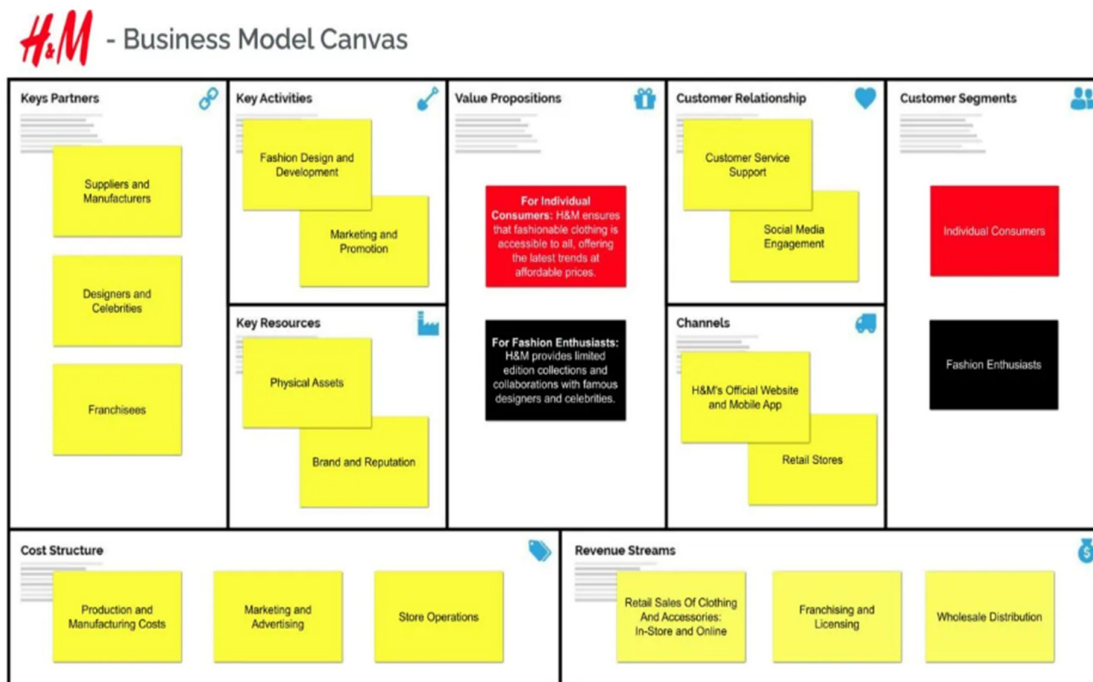 H&M - Business Model Canvas
Keys Partners
Suppliers and
Manufacturers
Designers and
Celebrities
Franchisees
Key Activities
Fashion Design and
Development
Marketing and
Promotion
Key Resources
Physical Assets
Brand and Reputation
Value Propositions
For Individual
Consumers: H&M ensures
that fashionable clothing is
accessible to all, offering
the latest trends at
affordable prices.
For Fashion Enthusiasts:
H&M provides limited
edition collections and
collaborations with famous
designers and celebrities.
Customer Relationship
Customer Service
Support
Social Media
Engagement
Channels
H&M's Official Website
and Mobile App
Retail Stores
Customer Segments
Individual Consumers
Fashion Enthusiasts
Cost Structure
Production and
Manufacturing Costs
Marketing and
Advertising
Store Operations
Revenue Streams
$
Retail Sales Of Clothing
And Accessories:
In-Store and Online
Franchising and
Licensing
Wholesale Distribution